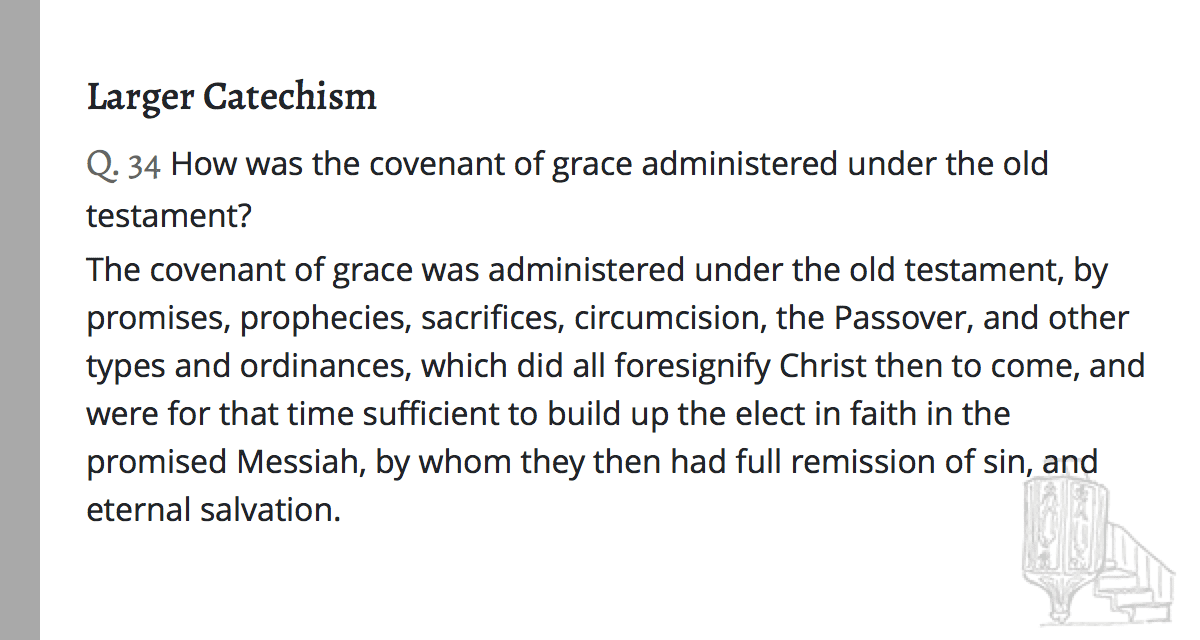 Larger Catechism
Q. 34 How was the covenant of grace administered under the old
testament?
The covenant of grace was administered under the old testament, by
promises, prophecies, sacrifices, circumcision, the Passover, and other
types and ordinances, which did all foresignify Christ then to come, and
were for that time sufficient to build up the elect in faith in the
promised Messiah, by whom they then had full remission of sin, and
eternal salvation.